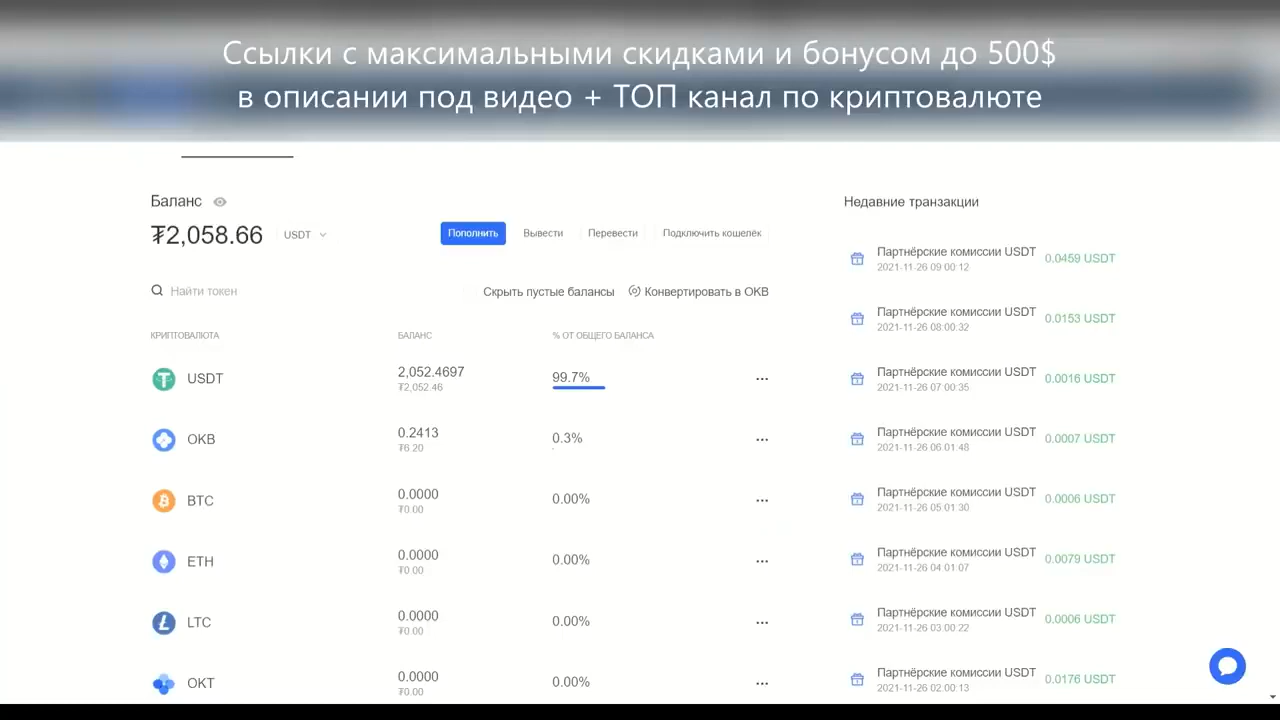 Ссылки с максимальными скидками и бонусом до 500$
в описании под видео + ТОП канал по криптовалюте
Баланс
₮2,058.66 USDT
Пополнить Вывести Перевести Подключить кошелёк
Найти токен
Скрыть пустые балансы Конвертировать в OKB
КРИПТОВАЛЮТА БАЛАНС % ОТ ОБЩЕГО БАЛАНСА
USDT 2,052.4697 99.7% ...
₮2,052.46
OKB 0.2413 0.3% ...
₮6.20
BTC 0.0000 0.00% ...
₮0.00
ETH 0.0000 0.00% ...
₮0.00
LTC 0.0000 0.00% ...
₮0.00
OKT 0.0000 0.00% ...
₮0.00
Недавние транзакции
Партнёрские комиссии USDT 0.0459 USDT
2021-11-26 09:00:12
Партнёрские комиссии USDT 0.0153 USDT
2021-11-26 08:00:32
Партнёрские комиссии USDT 0.0016 USDT
2021-11-26 07:00:35
Партнёрские комиссии USDT 0.0007 USDT
2021-11-26 06:01:48
Партнёрские комиссии USDT 0.0006 USDT
2021-11-26 05:01:30
Партнёрские комиссии USDT 0.0079 USDT
2021-11-26 04:01:07
Партнёрские комиссии USDT 0.0006 USDT
2021-11-26 03:00:22
Партнёрские комиссии USDT 0.0176 USDT
2021-11-26 02:00:13